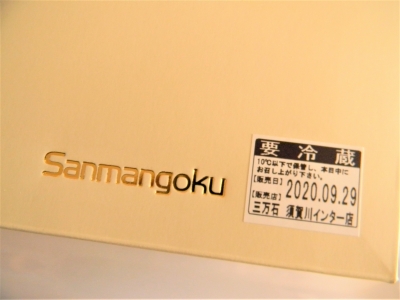 Sanmangoku
要冷蔵
10℃以下で保管し、本日中に
お召し上がり下さい。
【販売日】 2020.09.29
【販売店】
三万石 須賀川インター店